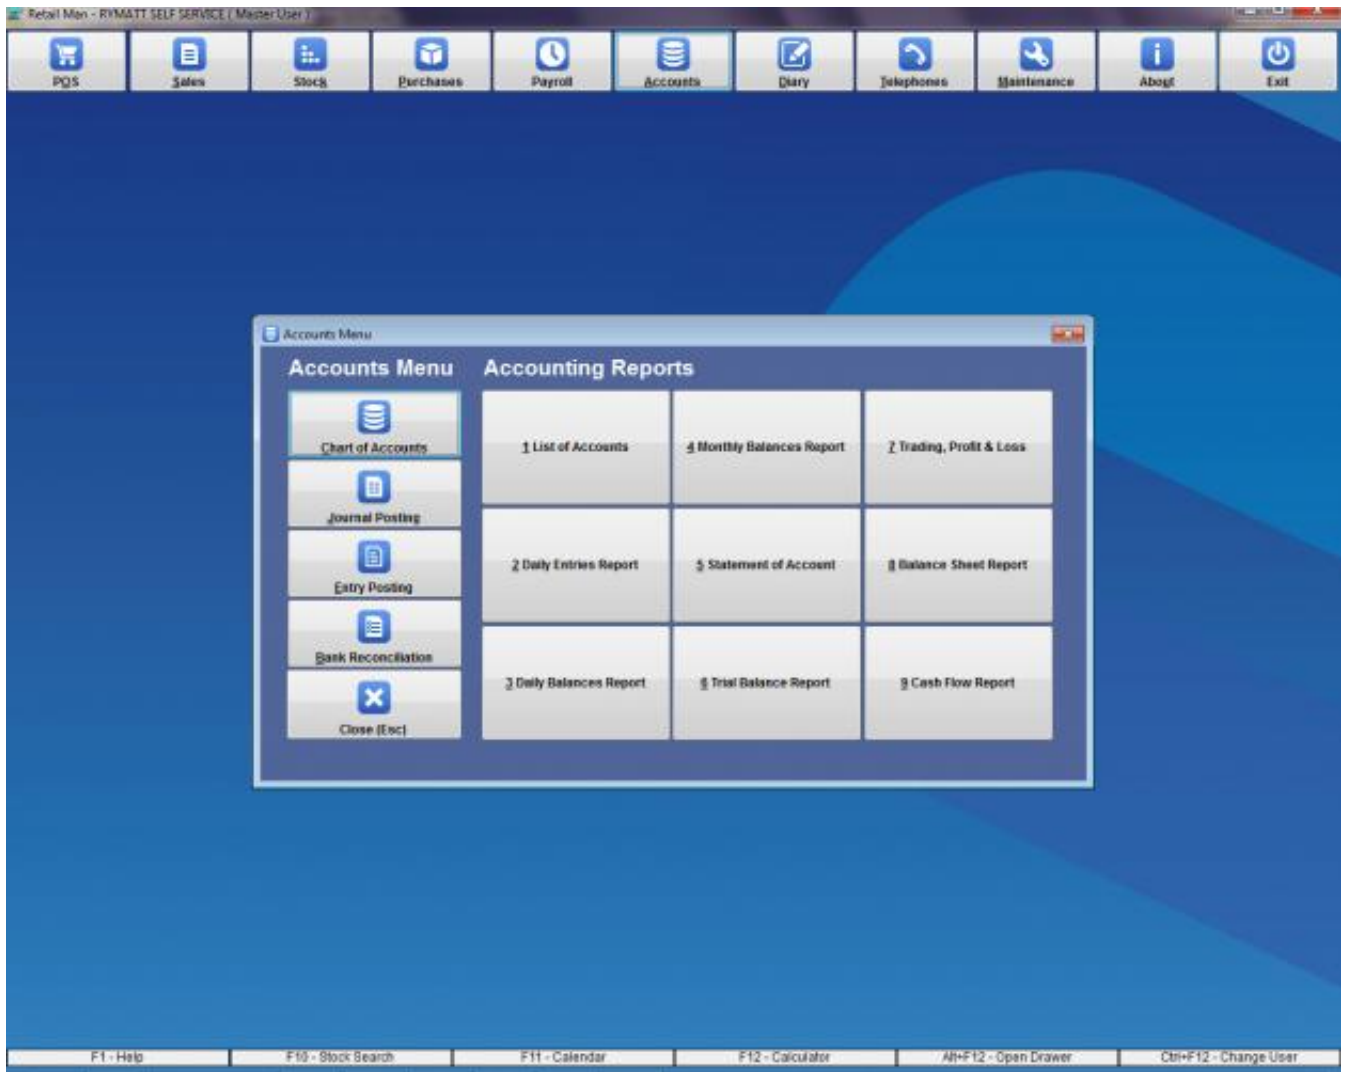 Retail Man - RYMATT SELF SERVICE ( Master User )
POS
Sales
Stock
Purchases
Payroll
Accounts
Diary
Telephones
Maintenance
About
Exit
Accounts Menu
Accounts Menu
Accounting Reports
Chart of Accounts
Journal Posting
Entry Posting
Bank Reconciliation
Close (Esc)
1 List of Accounts
4 Monthly Balances Report
7 Trading, Profit & Loss
2 Daily Entries Report
5 Statement of Account
8 Balance Sheet Report
3 Daily Balances Report
6 Trial Balance Report
9 Cash Flow Report
F1 - Help
F10 - Stock Search
F11 - Calendar
F12 - Calculator
Alt+F12 - Open Drawer
Ctrl+F12 - Change User